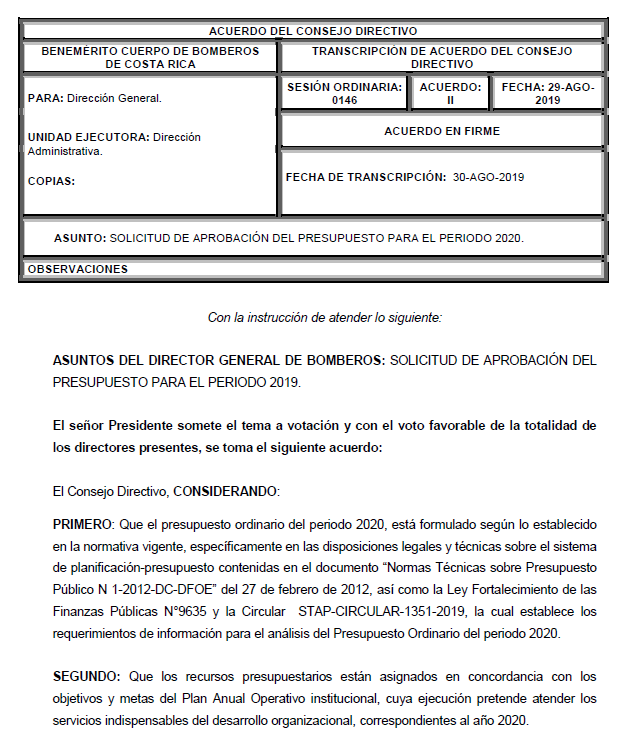 ACUERDO DEL CONSEJO DIRECTIVO
BENEMÉRITO CUERPO DE BOMBEROS
DE COSTA RICA
TRANSCRIPCIÓN DE ACUERDO DEL CONSEJO
DIRECTIVO
PARA: Dirección General.
UNIDAD EJECUTORA: Dirección
Administrativa.
COPIAS:
SESIÓN ORDINARIA:
0146
ACUERDO:
II
FECHA: 29-AGO-
2019
ACUERDO EN FIRME
FECHA DE TRANSCRIPCIÓN: 30-AGO-2019
ASUNTO: SOLICITUD DE APROBACIÓN DEL PRESUPUESTO PARA EL PERIODO 2020.
OBSERVACIONES
Con la instrucción de atender lo siguiente:
ASUNTOS DEL DIRECTOR GENERAL DE BOMBEROS: SOLICITUD DE APROBACIÓN DEL
PRESUPUESTO PARA EL PERIODO 2019.
El señor Presidente somete el tema a votación y con el voto favorable de la totalidad de
los directores presentes, se toma el siguiente acuerdo:
El Consejo Directivo, CONSIDERANDO:
PRIMERO: Que el presupuesto ordinario del periodo 2020, está formulado según lo establecido
en la normativa vigente, específicamente en las disposiciones legales y técnicas sobre el sistema
de planificación-presupuesto contenidas en el documento “Normas Técnicas sobre Presupuesto
Público N 1-2012-DC-DFOE” del 27 de febrero de 2012, así como la Ley Fortalecimiento de las
Finanzas Públicas N°9635 y la Circular STAP-CIRCULAR-1351-2019, la cual establece los
requerimientos de información para el análisis del Presupuesto Ordinario del periodo 2020.
SEGUNDO: Que los recursos presupuestarios están asignados en concordancia con los
objetivos y metas del Plan Anual Operativo institucional, cuya ejecución pretende atender los
servicios indispensables del desarrollo organizacional, correspondientes al año 2020.